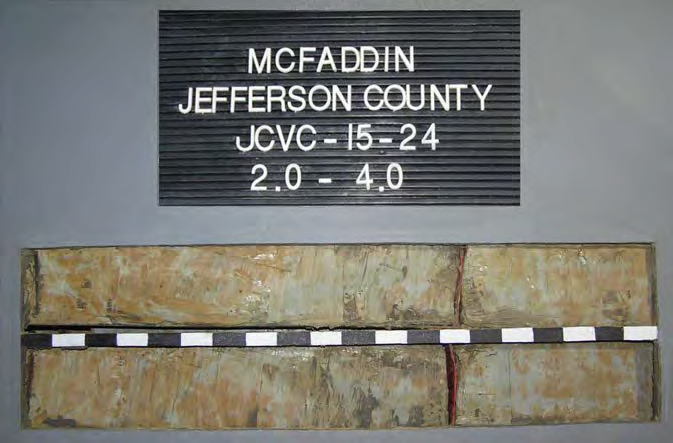 MCFADDIN
JEFFERSON COUNTY
JCVC-15-24
2.0 - 4.0